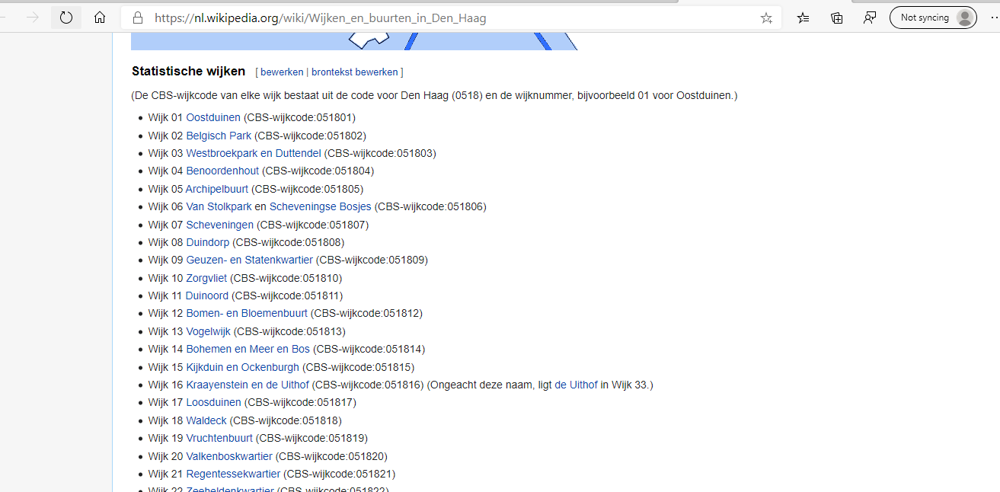 https://nl.wikipedia.org/wiki/Wijken_en_buurten_in_Den_Haag
Not syncing
Statistische wijken [ bewerken | brontekst bewerken ]
(De CBS-wijkcode van elke wijk bestaat uit de code voor Den Haag (0518) en de wijknummer, bijvoorbeeld 01 voor Oostduinen.)
• Wijk 01 Oostduinen (CBS-wijkcode:051801)
• Wijk 02 Belgisch Park (CBS-wijkcode:051802)
• Wijk 03 Westbroekpark en Duttendel (CBS-wijkcode:051803)
• Wijk 04 Benoordenhout (CBS-wijkcode:051804)
• Wijk 05 Archipelbuurt (CBS-wijkcode:051805)
• Wijk 06 Van Stolkpark en Scheveningse Bosjes (CBS-wijkcode:051806)
• Wijk 07 Scheveningen (CBS-wijkcode:051807)
• Wijk 08 Duindorp (CBS-wijkcode:051808)
• Wijk 09 Geuzen- en Statenkwartier (CBS-wijkcode:051809)
• Wijk 10 Zorgvliet (CBS-wijkcode:051810)
• Wijk 11 Duinoord (CBS-wijkcode:051811)
• Wijk 12 Bomen- en Bloemenbuurt (CBS-wijkcode:051812)
• Wijk 13 Vogelwijk (CBS-wijkcode:051813)
• Wijk 14 Bohemen en Meer en Bos (CBS-wijkcode:051814)
• Wijk 15 Kijkduin en Ockenburgh (CBS-wijkcode:051815)
• Wijk 16 Kraayenstein en de Uithof (CBS-wijkcode:051816) (Ongeacht deze naam, ligt de Uithof in Wijk 33.)
• Wijk 17 Loosduinen (CBS-wijkcode:051817)
• Wijk 18 Waldeck (CBS-wijkcode:051818)
• Wijk 19 Vruchtenbuurt (CBS-wijkcode:051819)
• Wijk 20 Valkenboskwartier (CBS-wijkcode:051820)
• Wijk 21 Regentessekwartier (CBS-wijkcode:051821)
• Wijk 22 Zeeheldenkwartier (CBS-wijkcode:051822)